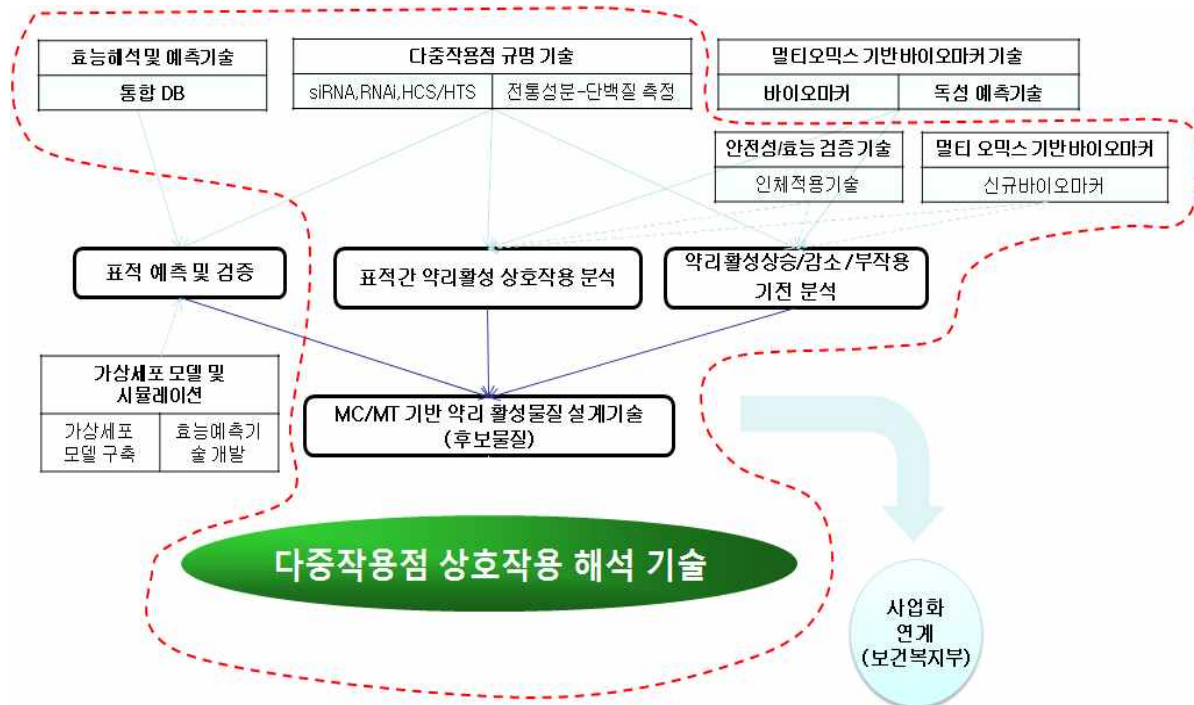 효능해석 및 예측기술
통합 DB
다중작용점 규명 기술
siRNA,RNAi,HCS/HTS
전통성분-단백질 측정
멀티오믹스 기반 바이오마커 기술
바이오마커
독성 예측기술
안전성/효능 검증 기술
인체적용기술
멀티 오믹스 기반 바이오마커
신규바이오마커
표적 예측 및 검증
표적간 약리활성 상호작용 분석
약리활성상승/감소/부작용
기전 분석
가상세포 모델 및
시뮬레이션
가상세포
모델 구축
효능예측기
술 개발
MC/MT 기반 약리 활성물질 설계기술
(후보물질)
다중작용점 상호작용 해석 기술
사업화
연계
(보건복지부)